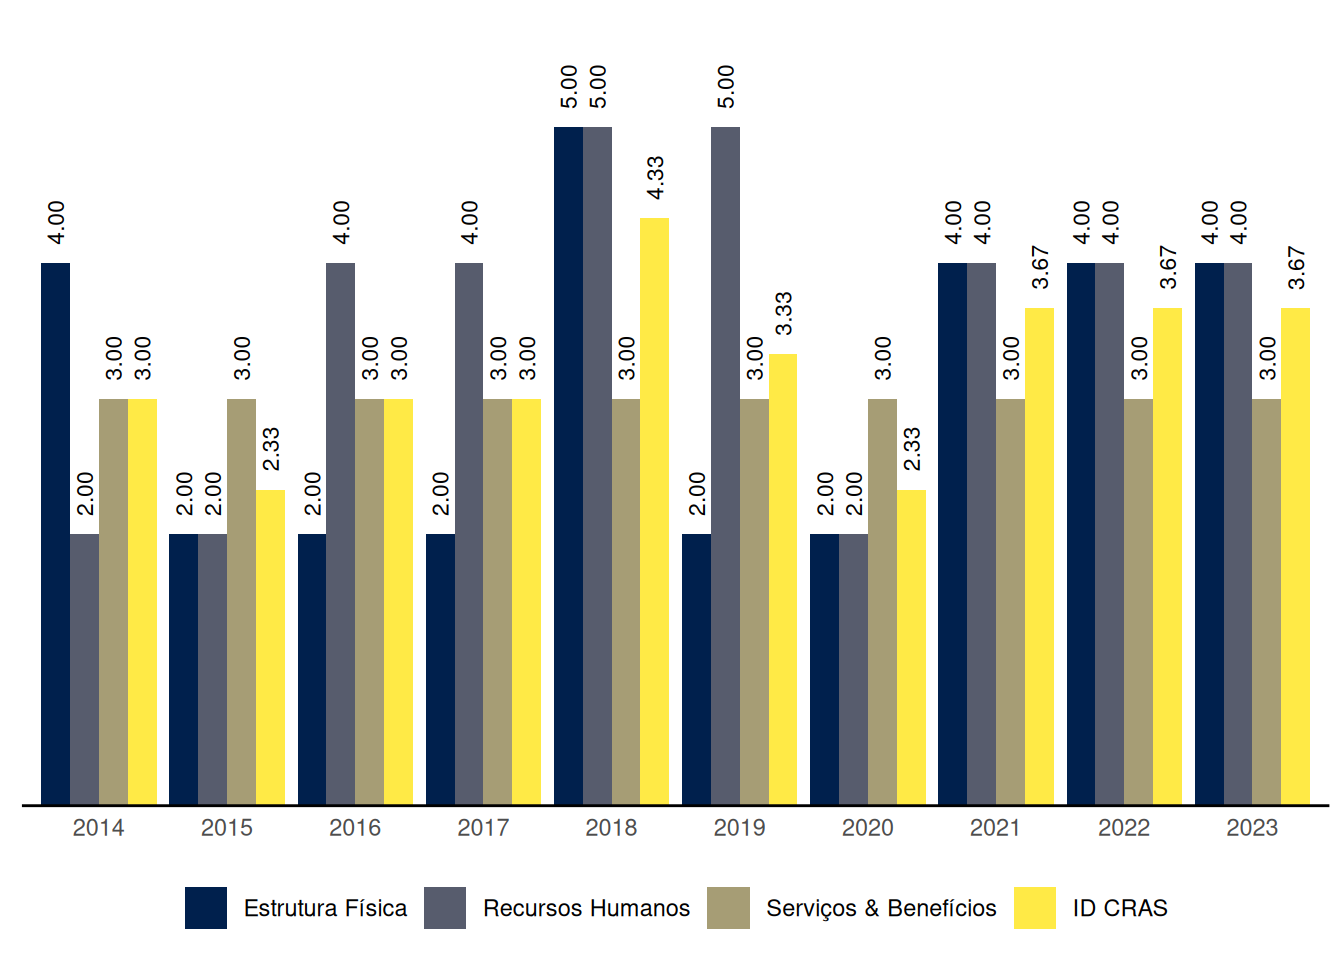 5.00 5.00 5.00
4.33
4.00 4.00 4.00 4.00 4.00 4.00 4.00 4.00 4.00
3.67 3.67 3.67
3.33
3.00 3.00 3.00 3.00 3.00 3.00 3.00 3.00 3.00 3.00 3.00 3.00 3.00
2.33 2.33
2.00 2.00 2.00 2.00 2.00 2.00 2.00 2.00
2014 2015 2016 2017 2018 2019 2020 2021 2022 2023
Estrutura Física Recursos Humanos Serviços & Benefícios ID CRAS